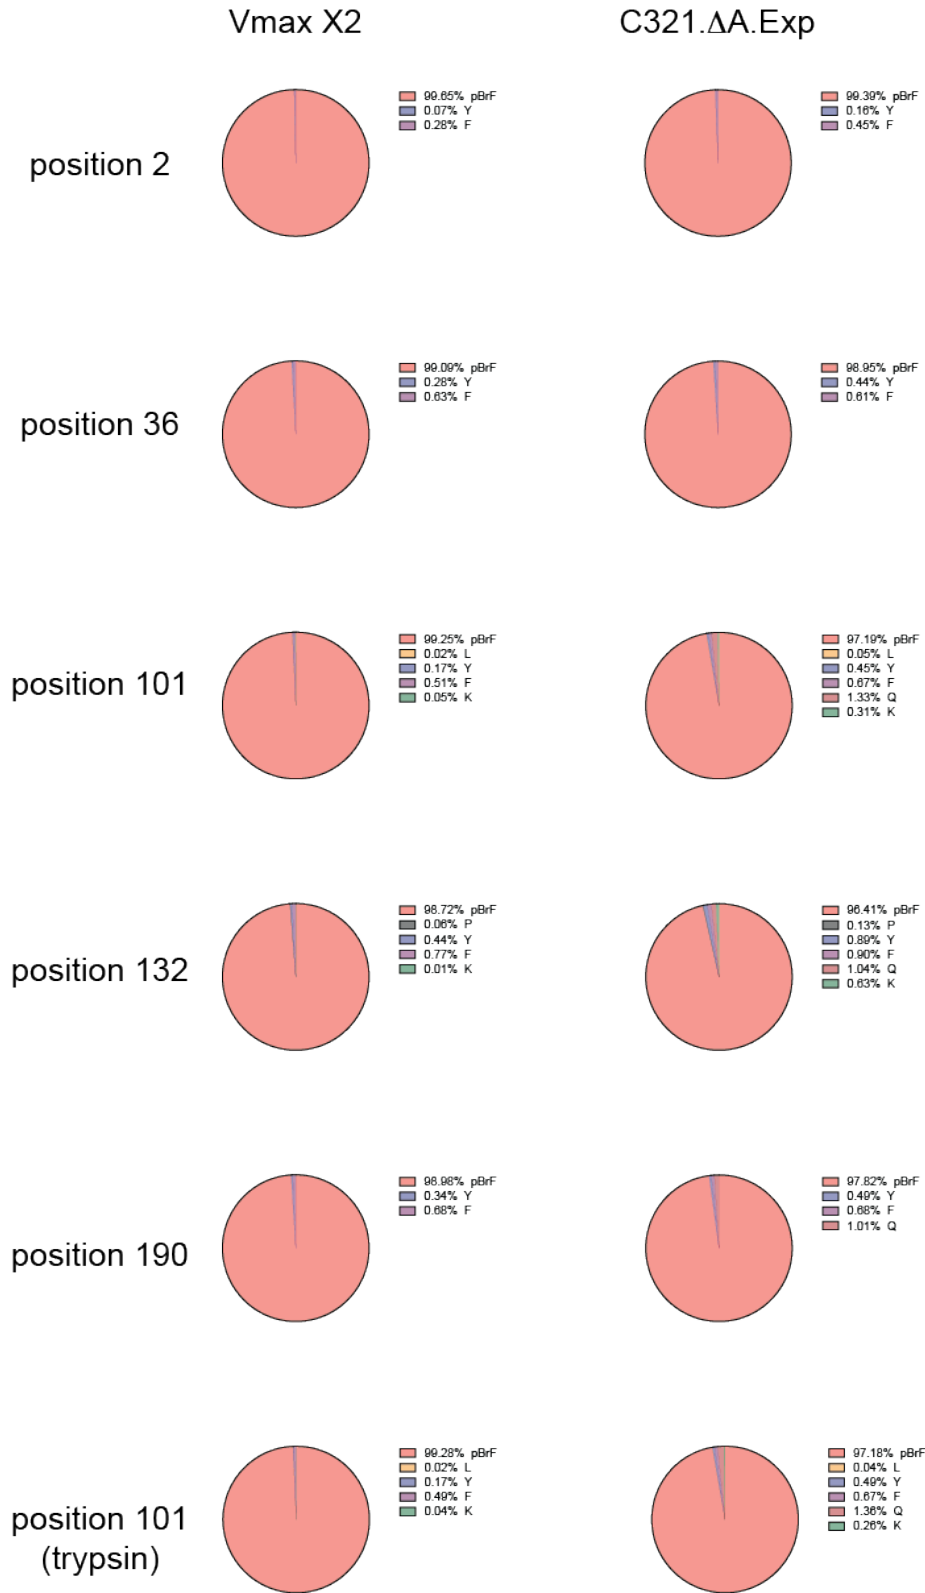 Vmax X2
C321.ΔA.Exp
position 2
99.65% pBrF
0.07% Y
0.28% F
99.39% pBrF
0.16% Y
0.45% F
position 36
99.09% pBrF
0.28% Y
0.63% F
98.95% pBrF
0.44% Y
0.61% F
position 101
99.25% pBrF
0.02% L
0.17% Y
0.51% F
0.05% K
97.19% pBrF
0.05% L
0.45% Y
0.67% F
1.33% Q
0.31% K
position 132
98.72% pBrF
0.06% P
0.44% Y
0.77% F
0.01% K
96.41% pBrF
0.13% P
0.89% Y
0.90% F
1.04% Q
0.63% K
position 190
98.98% pBrF
0.34% Y
0.68% F
97.82% pBrF
0.49% Y
0.68% F
1.01% Q
position 101
(trypsin)
99.28% pBrF
0.02% L
0.17% Y
0.49% F
0.04% K
97.18% pBrF
0.04% L
0.49% Y
0.67% F
1.36% Q
0.26% K